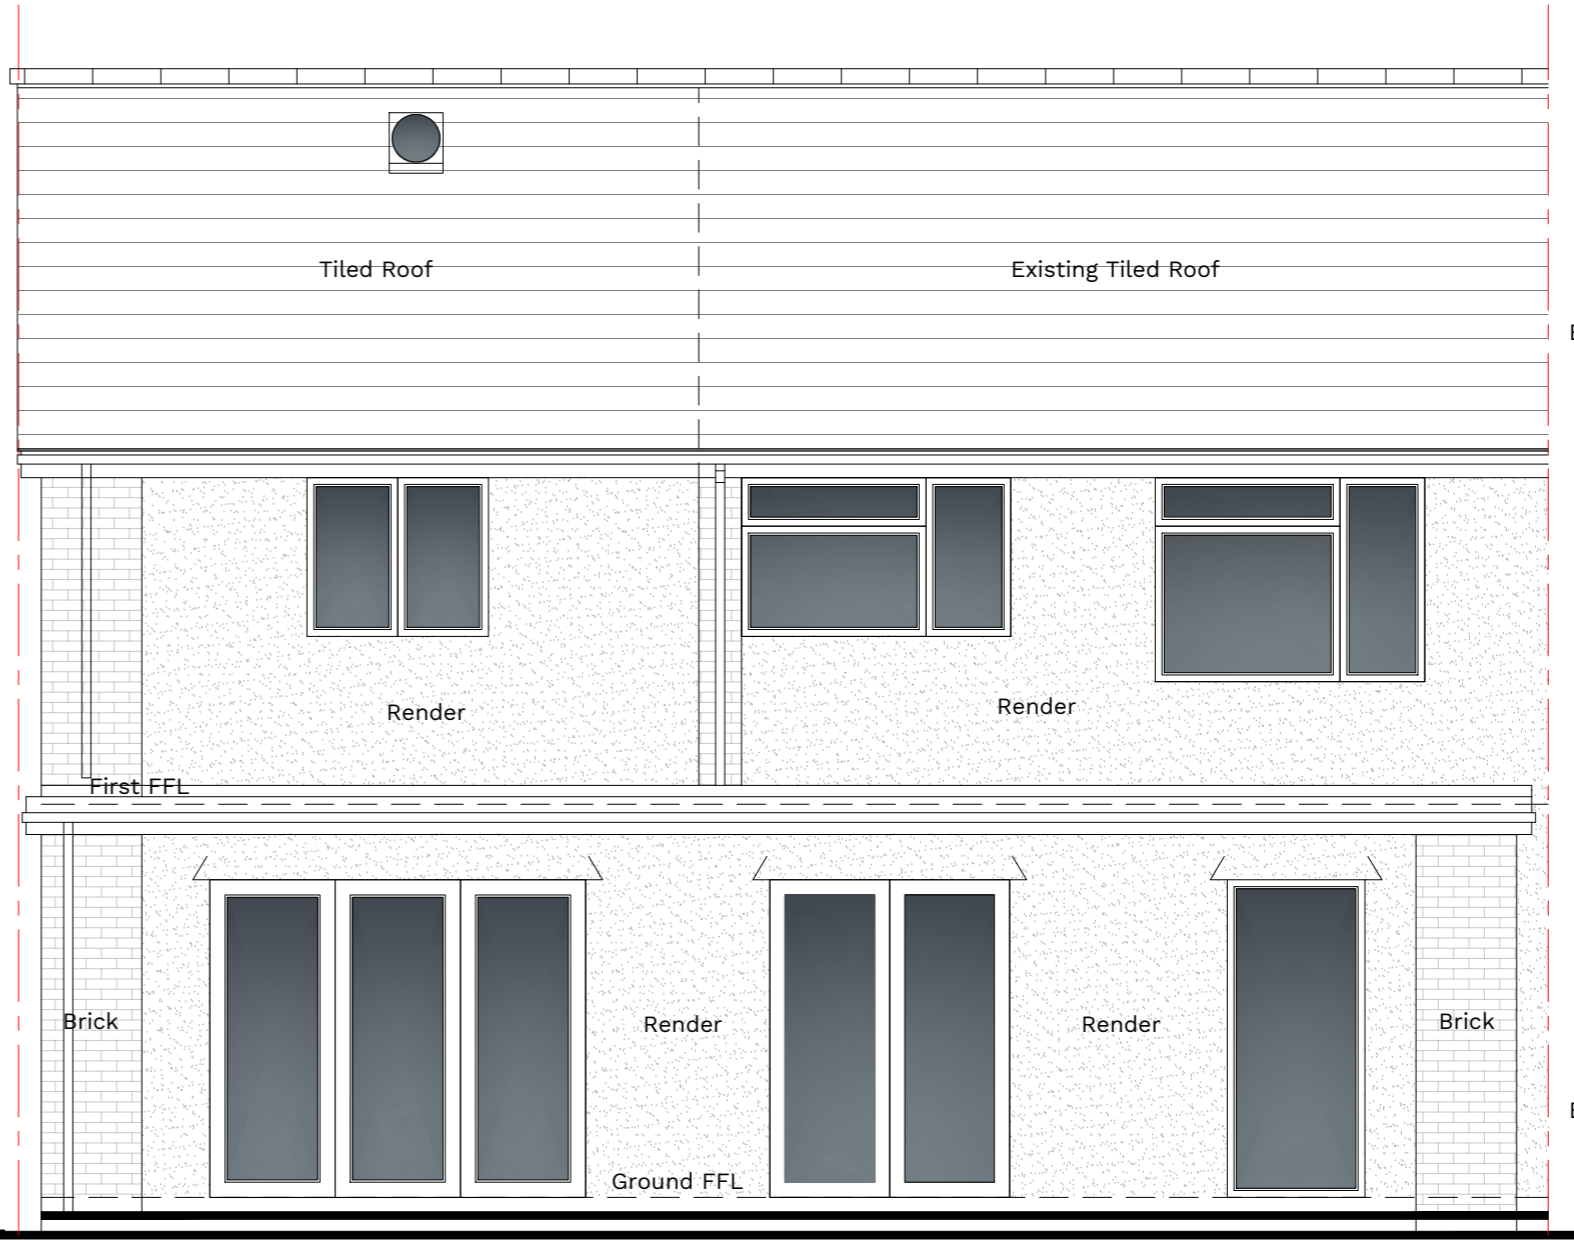 Tiled Roof
Existing Tiled Roof
Render
Render
First FFL
Brick
Render
Render
Brick
Ground FFL